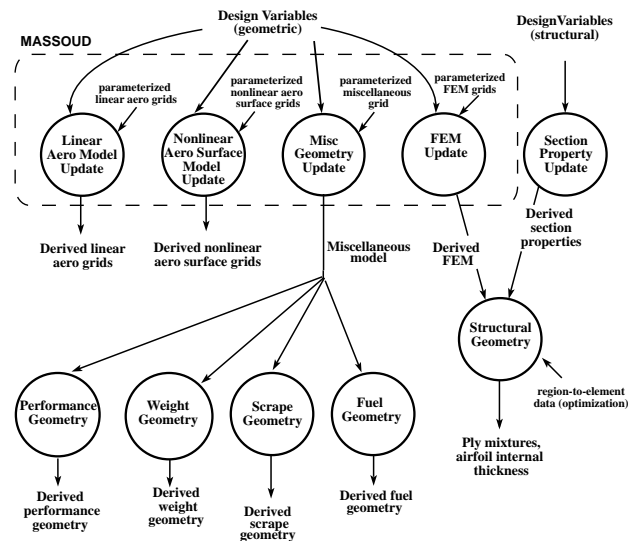 Design Variables
(geometric)
DesignVariables
(structural)
MASSOUD
parameterized
linear aero grids
parameterized
nonlinear aero
surface grids
parameterized
miscellaneous
grid
parameterized
FEM grids
Linear
Aero Model
Update
Nonlinear
Aero Surface
Model
Update
Misc
Geometry
Update
FEM
Update
Section
Property
Update
Derived linear
aero grids
Derived nonlinear
aero surface grids
Miscellaneous
model
Derived
FEM
Derived
section
properties
Structural
Geometry
region-to-element
data (optimization)
Ply mixtures,
airfoil internal
thickness
Performance
Geometry
Weight
Geometry
Scrape
Geometry
Fuel
Geometry
Derived
performance
geometry
Derived
weight
geometry
Derived
scrape
geometry
Derived fuel
geometry